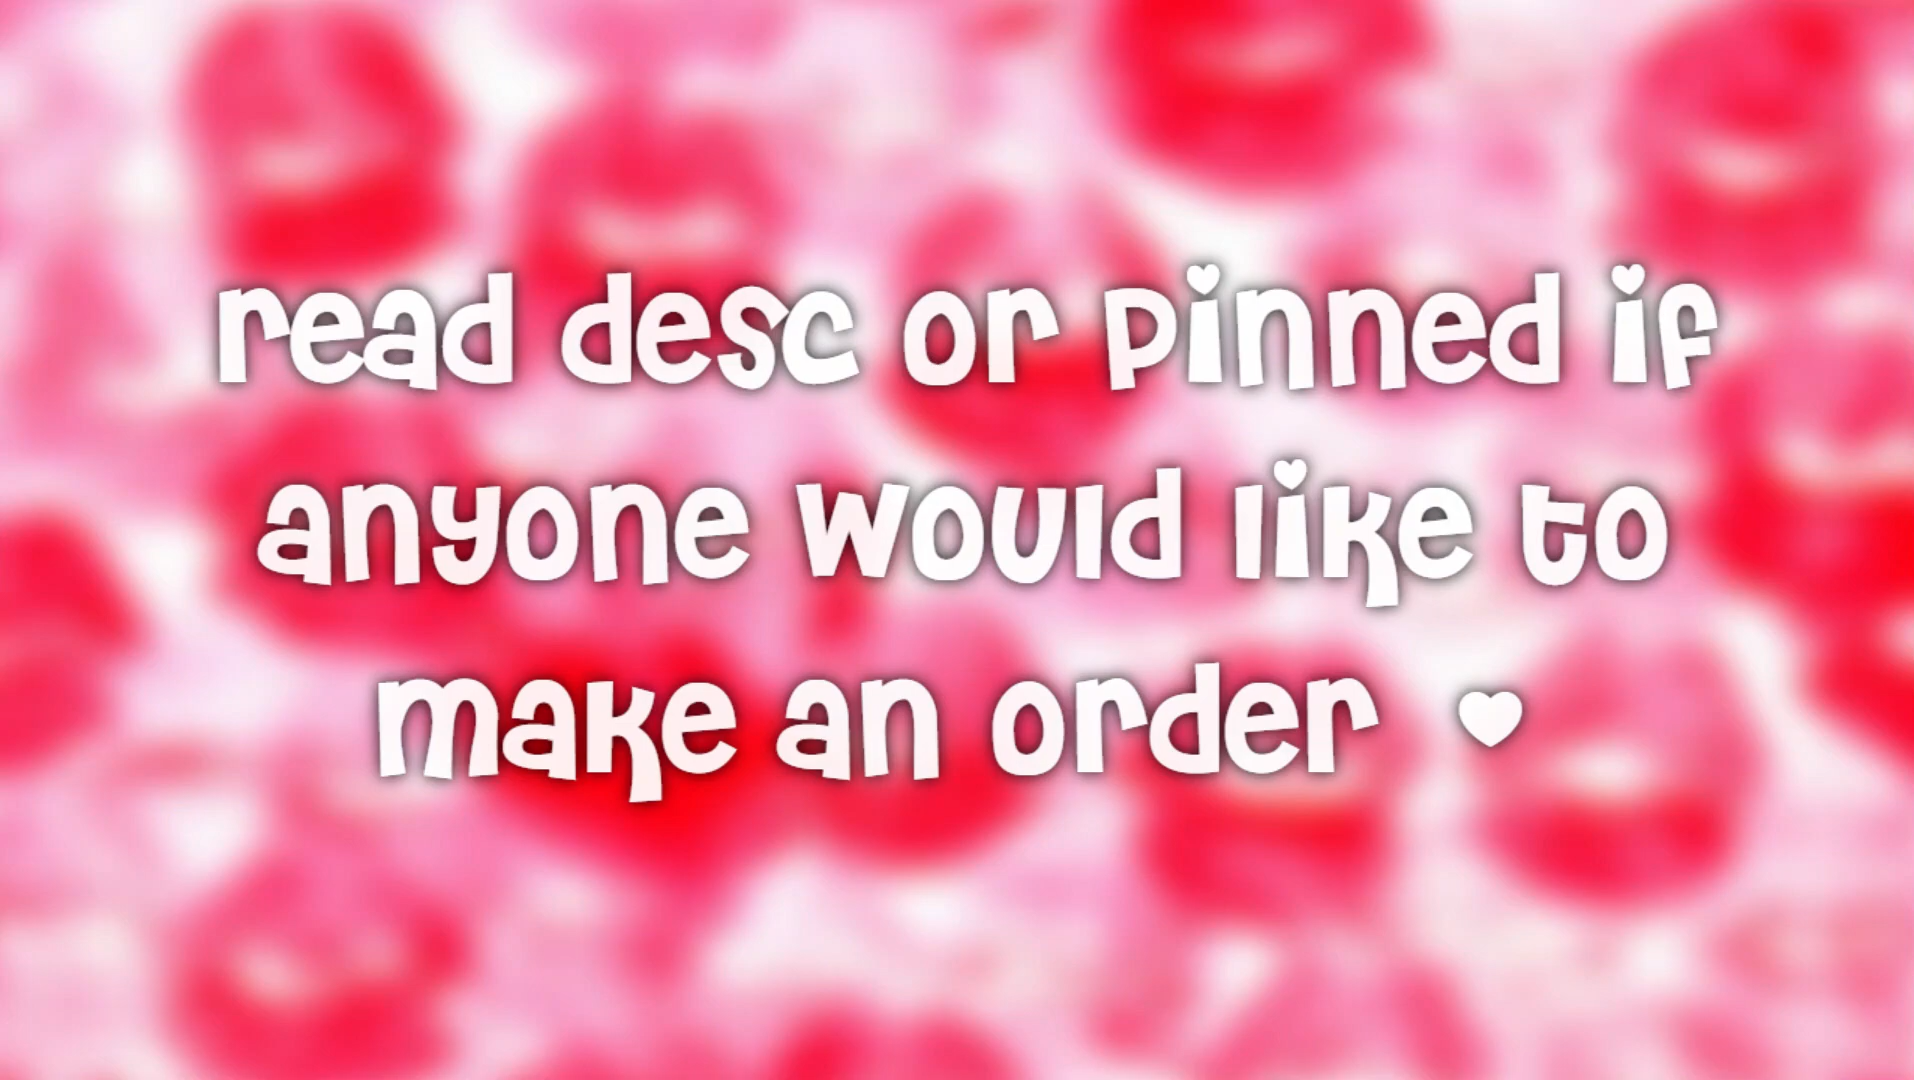 read desc or pinned if
anyone would like to
make an order ♥